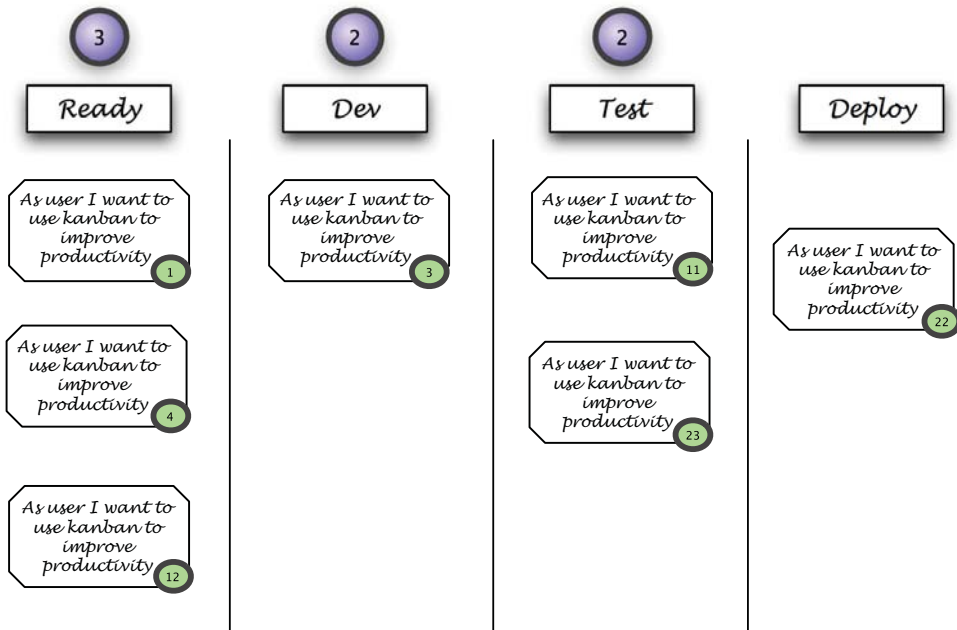 3
2
2
Ready
Dev
Test
Deploy
As user I want to
use kanban to
improve
productivity
1
As user I want to
use kanban to
improve
productivity
4
As user I want to
use kanban to
improve
productivity
12
As user I want to
use kanban to
improve
productivity
3
As user I want to
use kanban to
improve
productivity
11
As user I want to
use kanban to
improve
productivity
23
As user I want to
use kanban to
improve
productivity
22